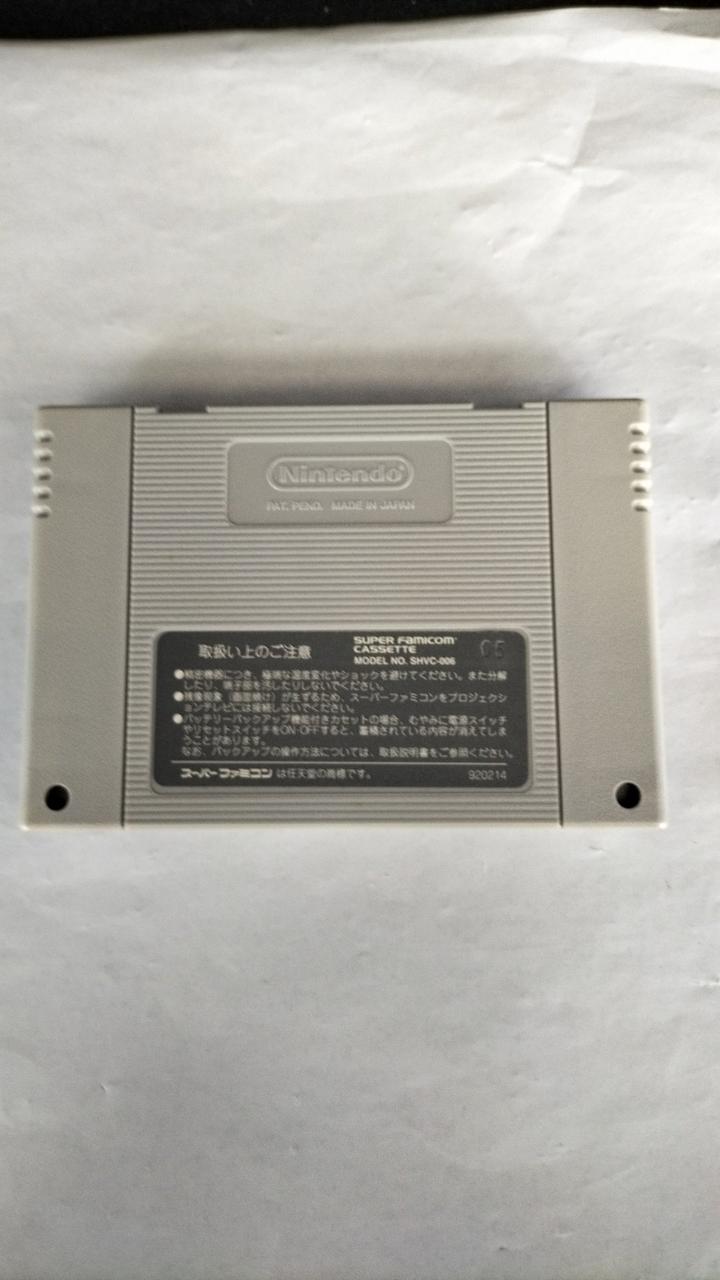 Nintendo
PAT. PEND. MADE IN JAPAN
取扱い上のご注意
SUPER FAMICOM
CASSETTE
MODEL NO. SHVC-006
●精密機器につき、極端な温度変化やショックを避けてください。また分解
したり、端子部を汚したりしないでください。
●残像現象(画面焼け)が生ずるため、スーパーファミコンをプロジェクシ
ョンテレビには接続しないでください。
●バッテリーバックアップ機能付きカセットの場合、むやみに電源スイッチ
やリセットスイッチをON・OFFすると、蓄積されている内容が消えてしま
うことがあります。
なお、バックアップの操作方法については、取扱説明書をご参照ください。
スーパーファミコン は任天堂の商標です。
920214